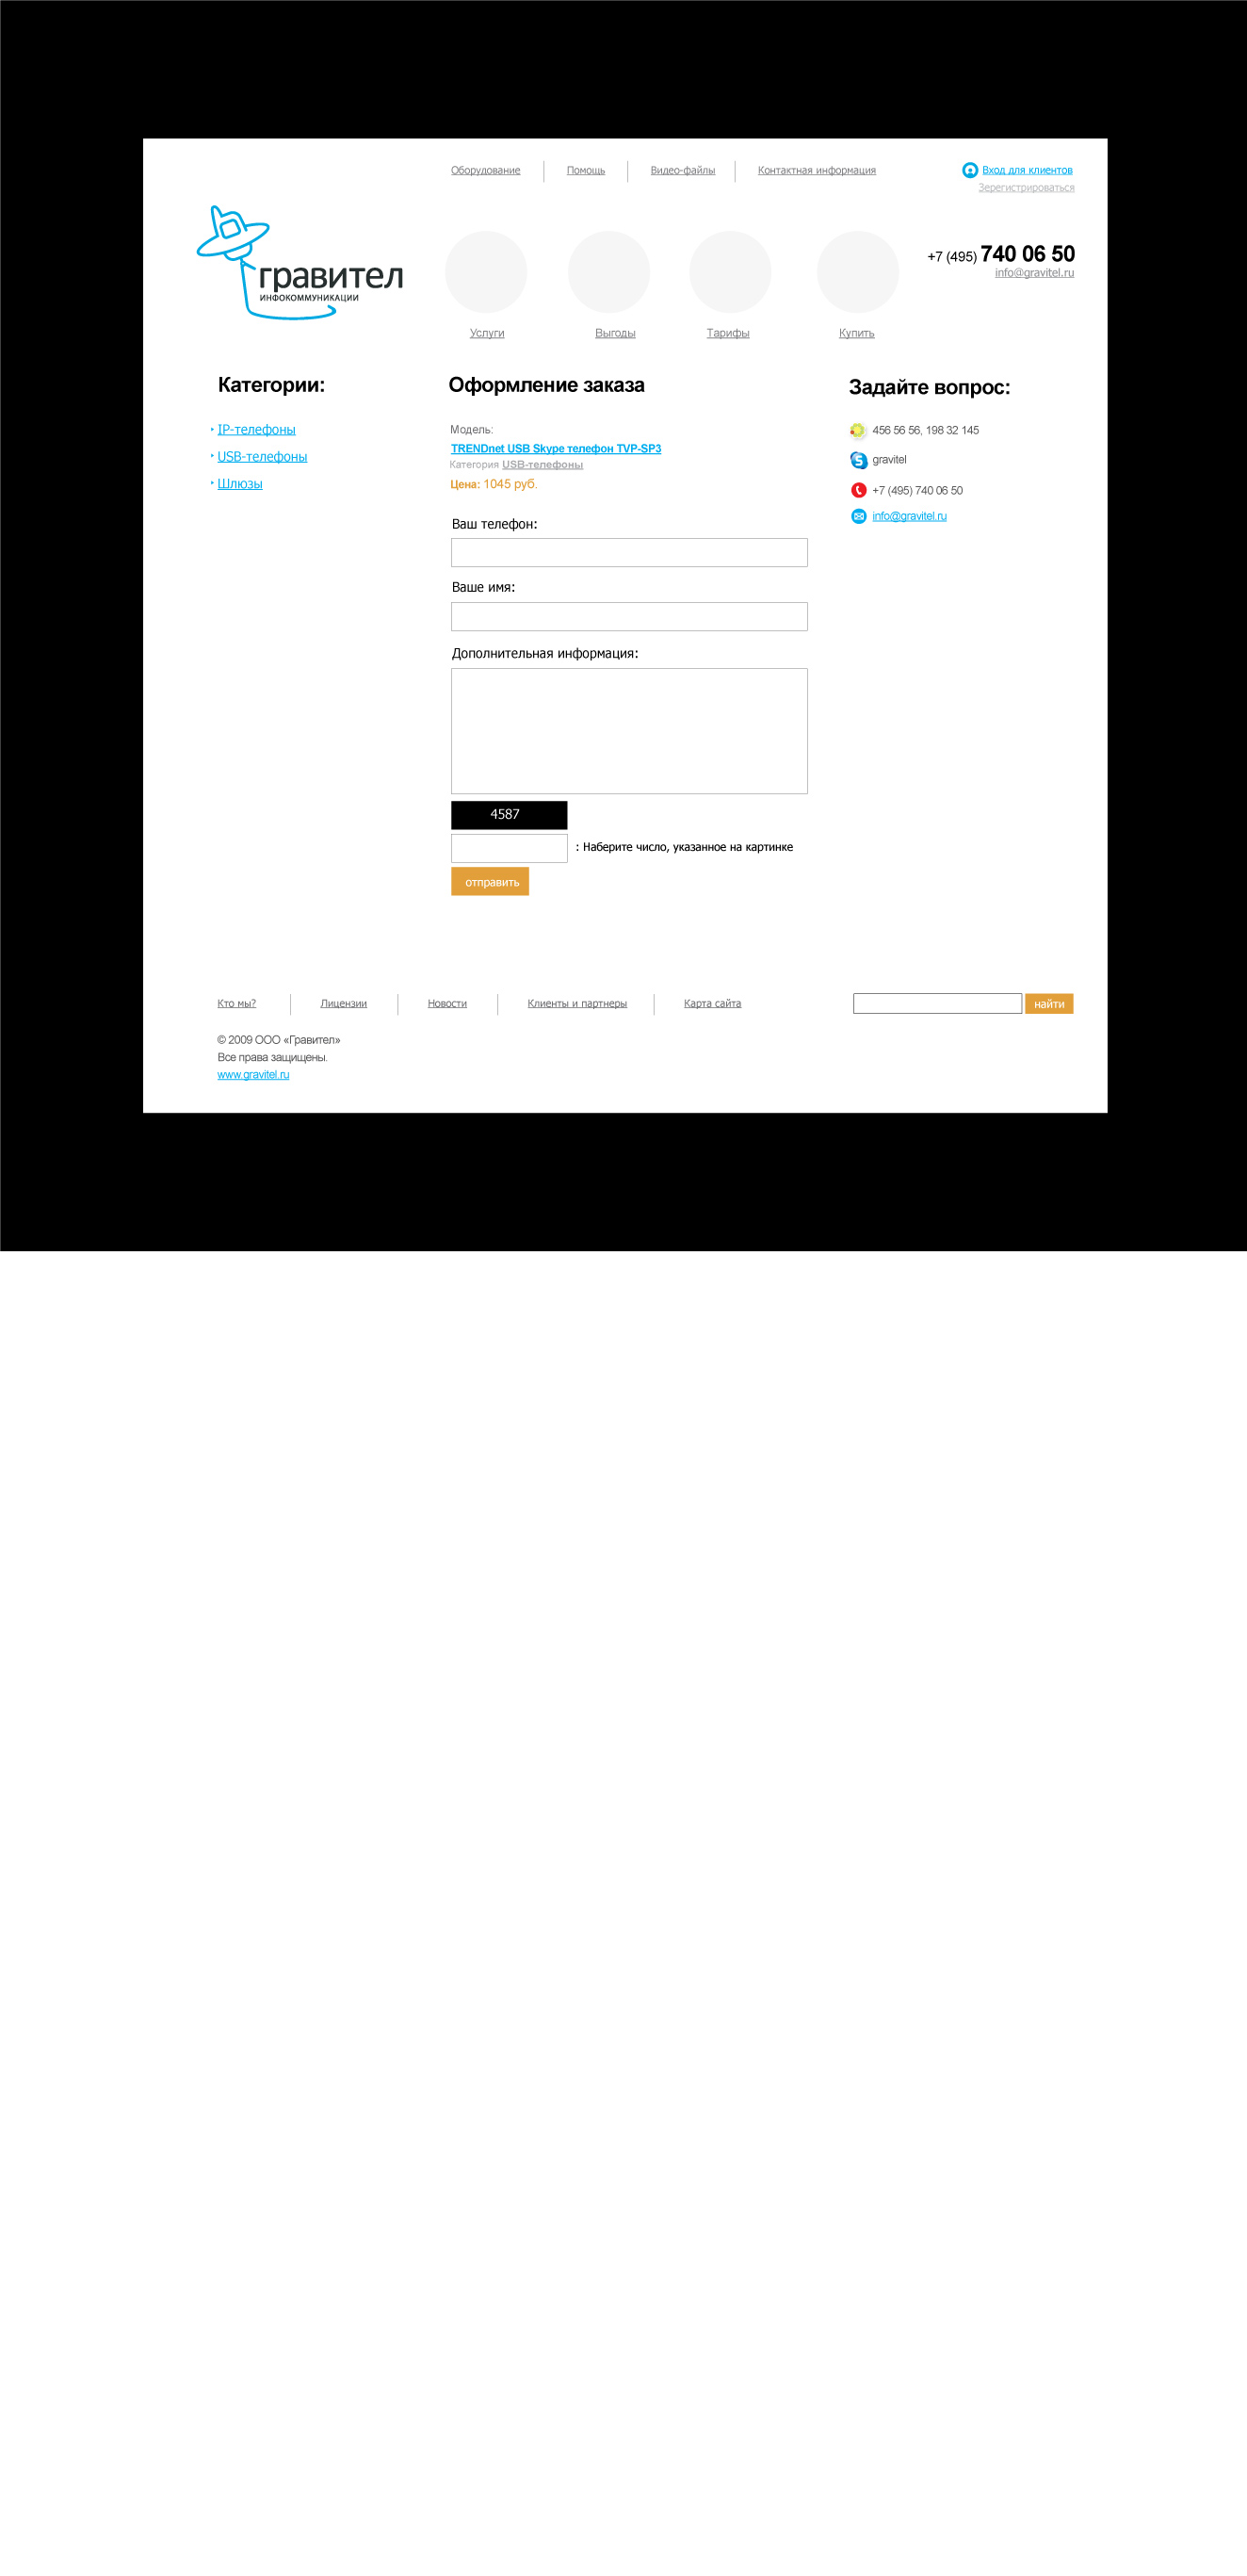 Оборудование
Помощь
Видео-файлы
Контактная информация
Вход для клиентов
Зерегистрироваться
гравител
ИНФОКОММУНИКАЦИИ
Услуги
Выгоды
Тарифы
Купить
+7 (495) 740 06 50
info@gravitel.ru
Категории:
IP-телефоны
USB-телефоны
Шлюзы
Оформление заказа
Модель:
TRENDnet USB Skype телефон TVP-SP3
Категория USB-телефоны
Цена: 1045 руб.
Ваш телефон:
Ваше имя:
Дополнительная информация:
4587
: Наберите число, указанное на картинке
отправить
Задайте вопрос:
456 56 56, 198 32 145
gravitel
+7 (495) 740 06 50
info@gravitel.ru
Кто мы?
Лицензии
Новости
Клиенты и партнеры
Карта сайта
найти
© 2009 ООО «Гравител»
Все права защищены.
www.gravitel.ru